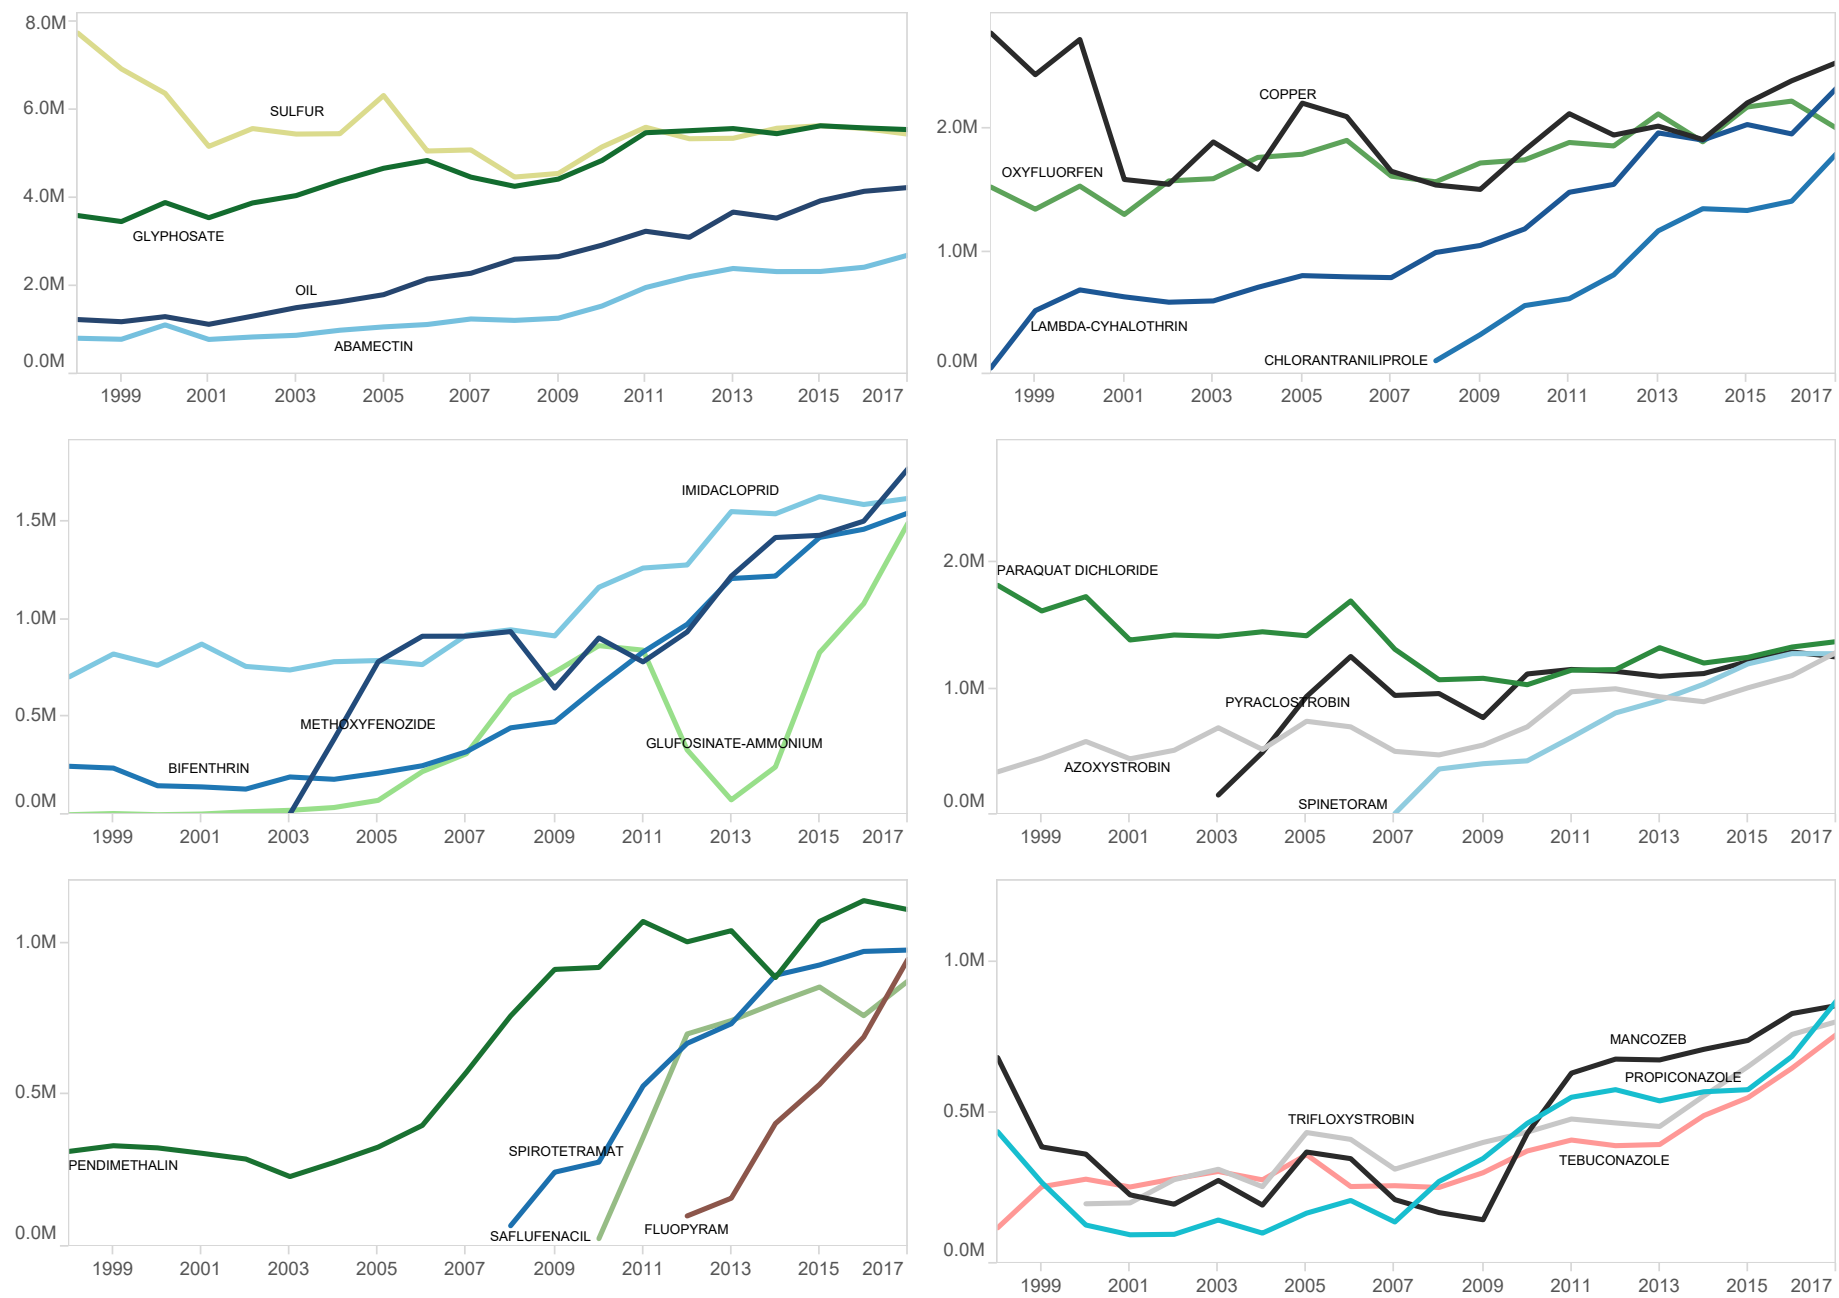 8.0M
6.0M
4.0M
2.0M
0.0M
SULFUR
GLYPHOSATE
OIL
ABAMECTIN
1999 2001 2003 2005 2007 2009 2011 2013 2015 2017
2.0M
1.0M
0.0M
COPPER
OXYFLUORFEN
LAMBDA-CYHALOTHRIN
CHLORANTRANILIPROLE
1999 2001 2003 2005 2007 2009 2011 2013 2015 2017
1.5M
1.0M
0.5M
0.0M
IMIDACLOPRID
METHOXYFENOZIDE
GLUFOSINATE-AMMONIUM
BIFENTHRIN
1999 2001 2003 2005 2007 2009 2011 2013 2015 2017
2.0M
1.0M
0.0M
PARAQUAT DICHLORIDE
PYRACLOSTROBIN
AZOXYSTROBIN
SPINETORAM
1999 2001 2003 2005 2007 2009 2011 2013 2015 2017
1.0M
0.5M
0.0M
SPIROTETRAMAT
PENDIMETHALIN
FLUOPYRAM
SAFLUFENACIL
1999 2001 2003 2005 2007 2009 2011 2013 2015 2017
1.0M
0.5M
0.0M
MANCOZEB
PROPICONAZOLE
TRIFLOXYSTROBIN
TEBUCONAZOLE
1999 2001 2003 2005 2007 2009 2011 2013 2015 2017